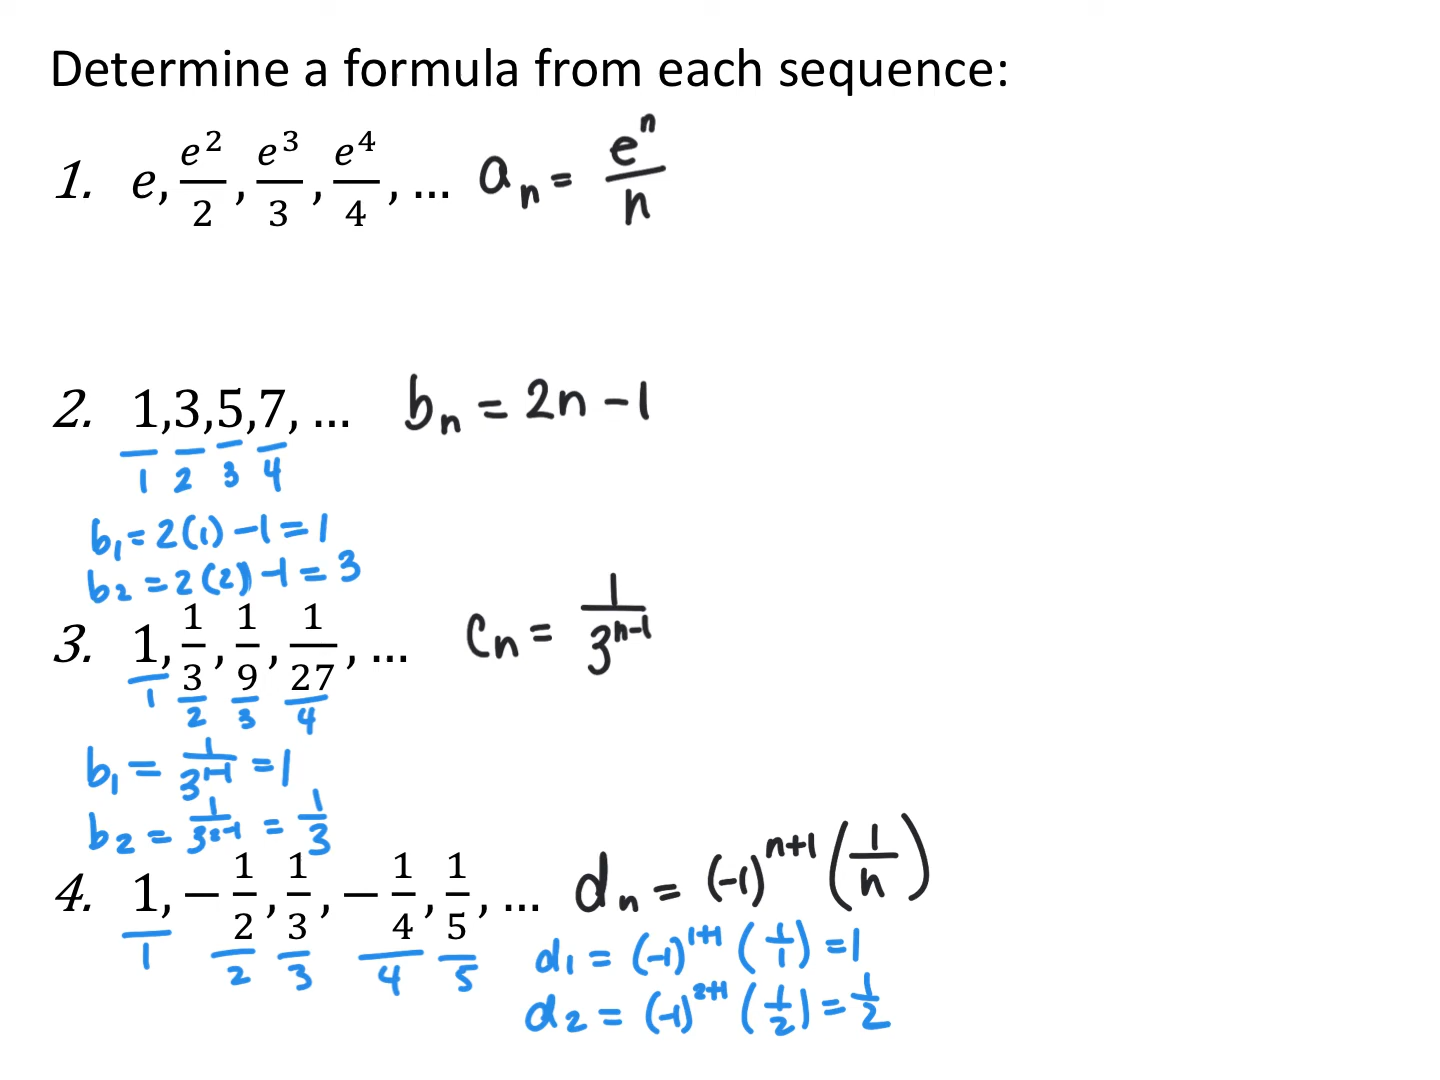 Determine a formula from each sequence:
1. e, e²/2, e³/3, e⁴/4, … aₙ = eⁿ/n
2. 1,3,5,7, … bₙ = 2n − 1
1 2 3 4
b₁ = 2(1) − 1 = 1
b₂ = 2(2) − 1 = 3
3. 1, 1/3, 1/9, 1/27, … cₙ = 1/3ⁿ⁻¹
1 2 3 4
b₁ = 1/3¹⁻¹ = 1
b₂ = 1/3²⁻¹ = 1/3
4. 1, −1/2, 1/3, −1/4, 1/5, … dₙ = (-1)ⁿ⁺¹ (1/n)
1 2 3 4 5
d₁ = (-1)¹⁺¹ (1/1) = 1
d₂ = (-1)²⁺¹ (1/2) = 1/2